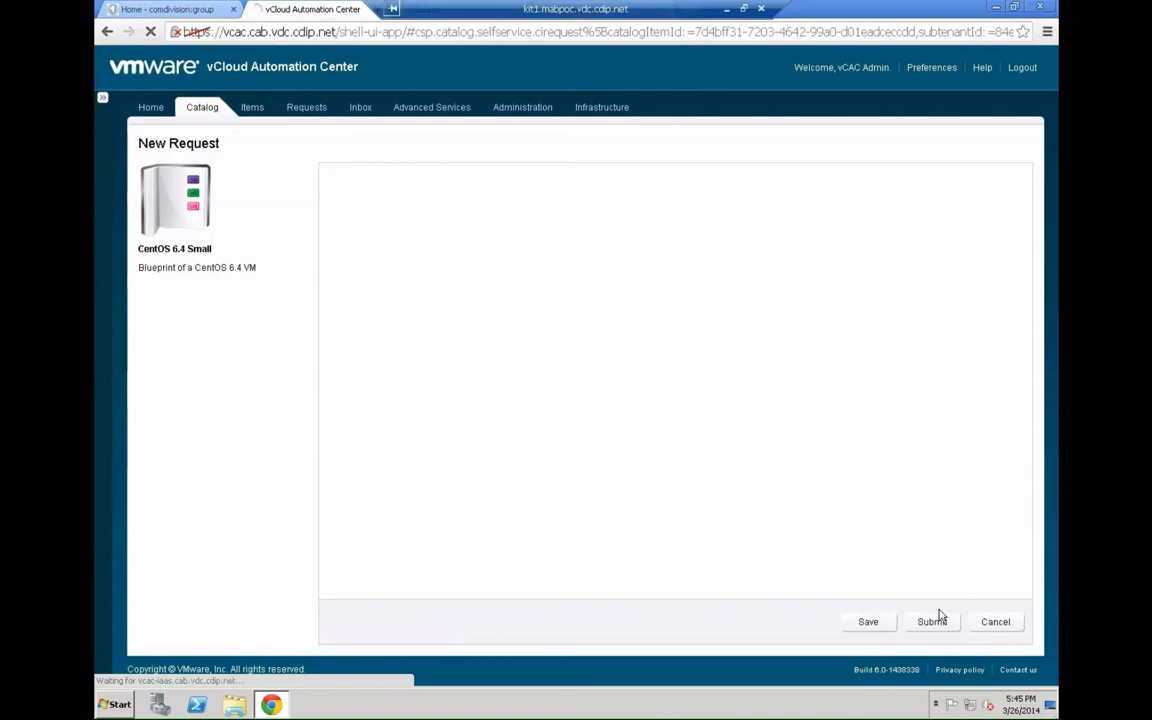 Home - comdivision:group
vCloud Automation Center
kit1.mabpoc.vdc.cdip.net
https://vcac.cab.vdc.cdip.net/shell-ui-app/#csp.catalog.selfservice.cirequest%5BcatalogItemId: =7d4bff31-7203-4642-99a0-d01eadceccdd,subtenantId: =84e
vmware vCloud Automation Center
Welcome, vCAC Admin. Preferences Help Logout
Home Catalog Items Requests Inbox Advanced Services Administration Infrastructure
New Request
CentOS 6.4 Small
Blueprint of a CentOS 6.4 VM
Save Submit Cancel
Copyright © VMware, Inc. All rights reserved.
Build 6.0-1438338 Privacy policy Contact us
Waiting for vcac-iaas.cab.vdc.cdip.net...
Start
5:45 PM
3/26/2014